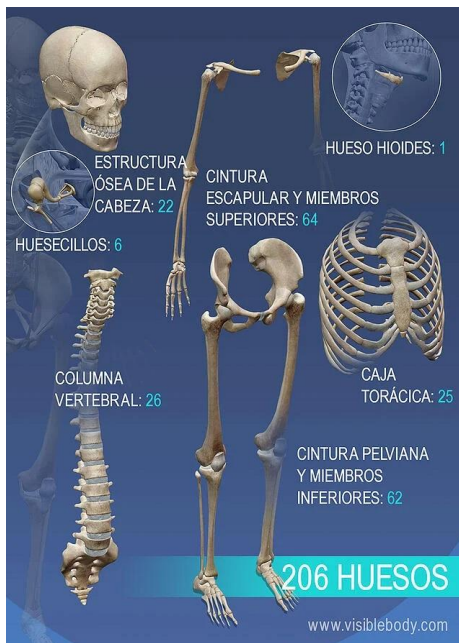 HUESO HIOIDES: 1
ESTRUCTURA
ÓSEA DE LA
CABEZA: 22
CINTURA
ESCAPULAR Y MIEMBROS
SUPERIORES: 64
HUESECILLOS: 6
COLUMNA
VERTEBRAL: 26
CAJA
TORÁCICA: 25
CINTURA PELVIANA
Y MIEMBROS
INFERIORES: 62
206 HUESOS
www.visiblebody.com